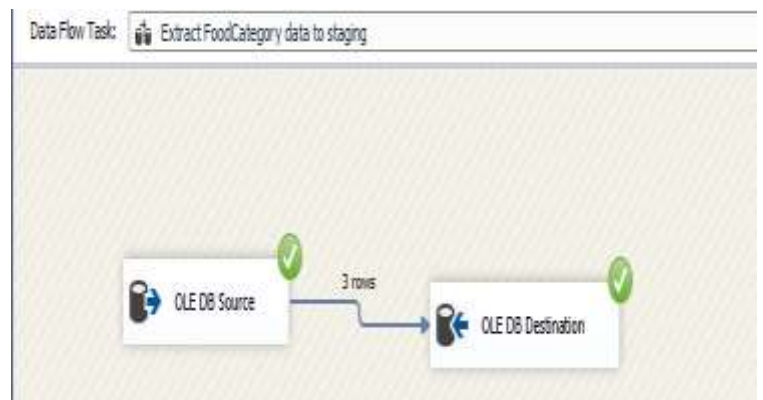 Data Flow Task: Extract FoodCategory data to staging
3 rows
OLE DB Source
OLE DB Destination